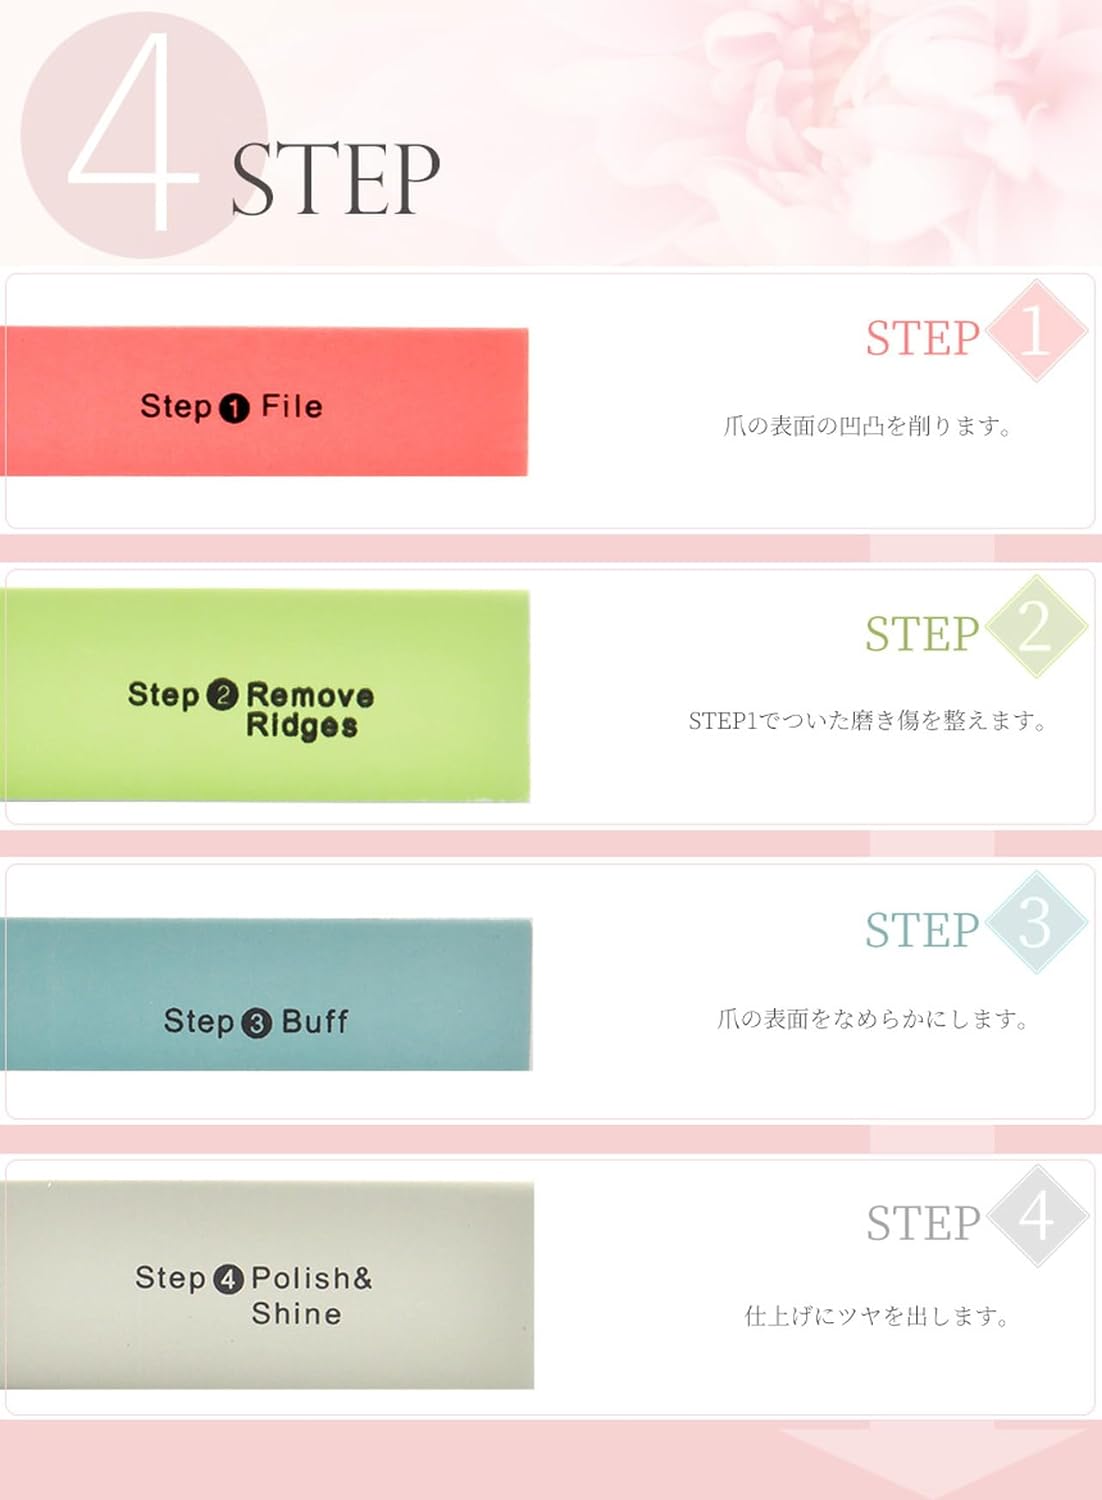 4 STEP
Step 1 File
STEP 1
爪の表面の凹凸を削ります。
Step 2 Remove
Ridges
STEP 2
STEP1でついた磨き傷を整えます。
Step 3 Buff
STEP 3
爪の表面をなめらかにします。
Step 4 Polish&
Shine
STEP 4
仕上げにツヤを出します。